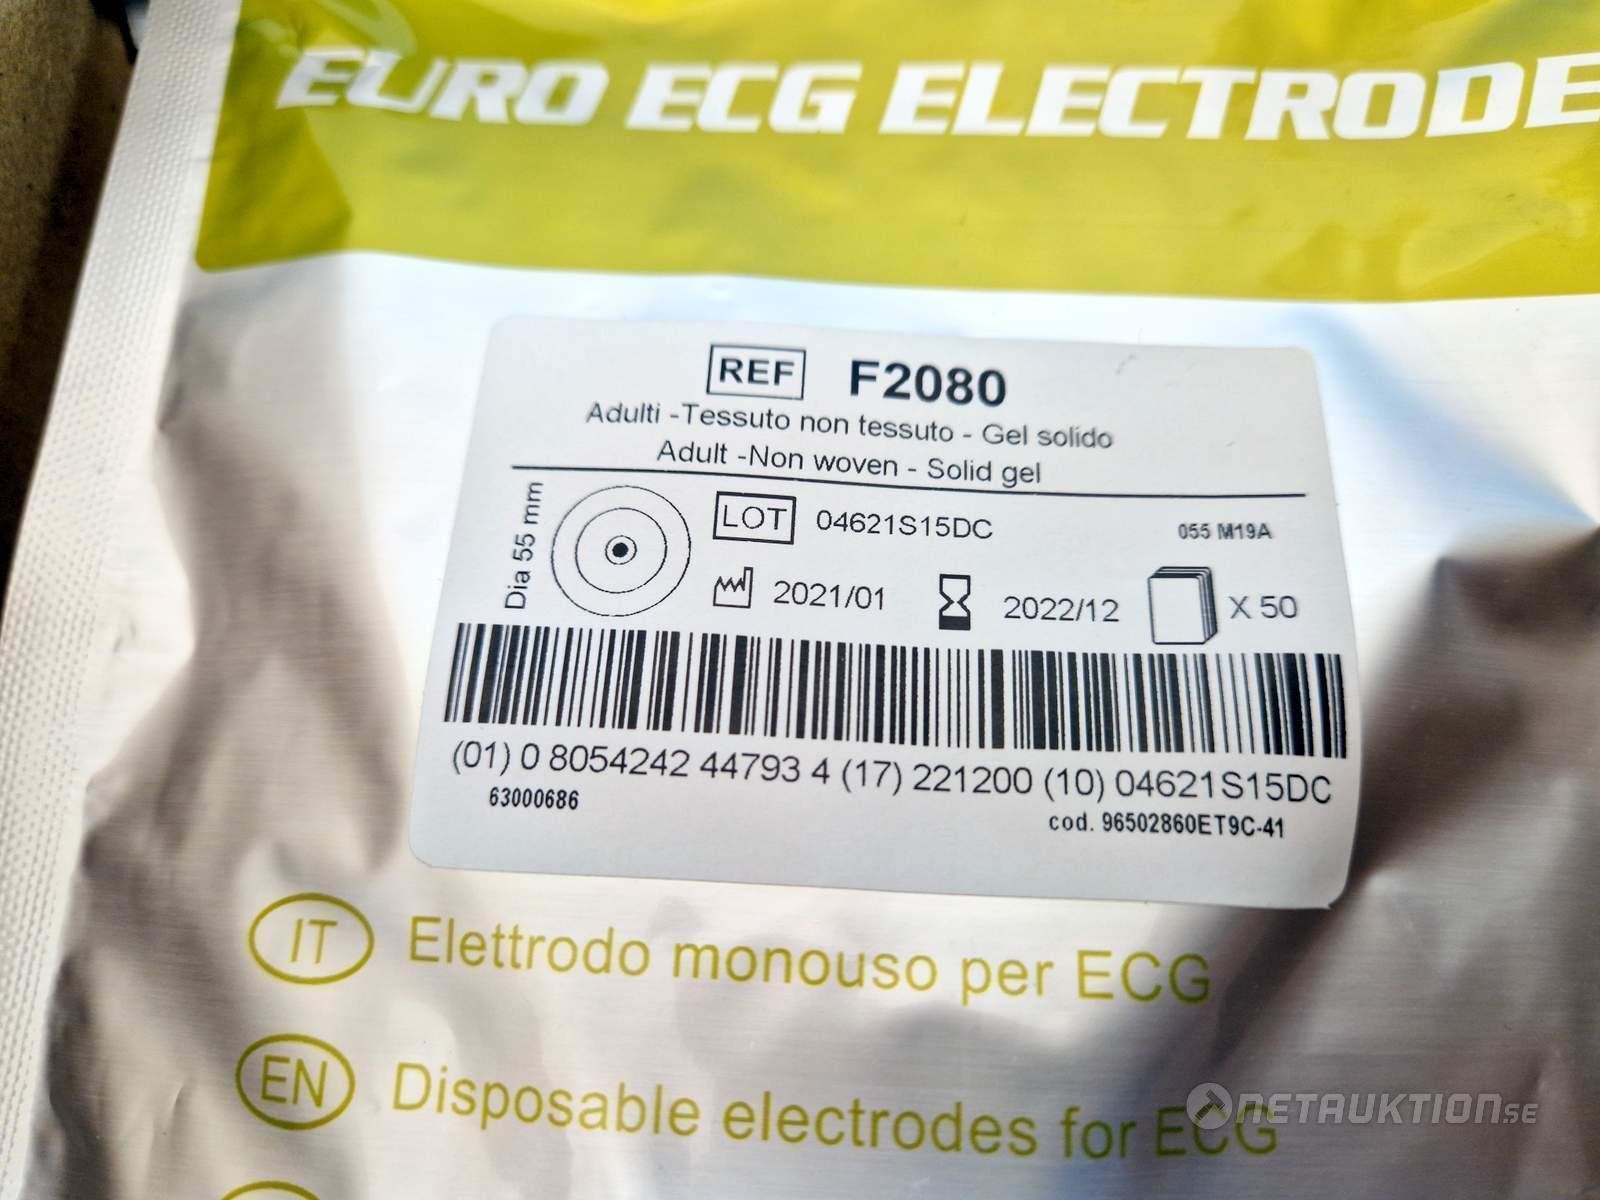 EURO ECG ELECTRODE
REF F2080
Adulti -Tessuto non tessuto - Gel solido
Adult -Non woven - Solid gel
Dia 55 mm
LOT 04621S15DC
055 M19A
2021/01
2022/12
X 50
(01) 0 8054242 44793 4 (17) 221200 (10) 04621S15DC
63000686
cod. 96502860ET9C-41
IT Elettrodo monouso per ECG
EN Disposable electrodes for ECG
NETAUKTION.SE